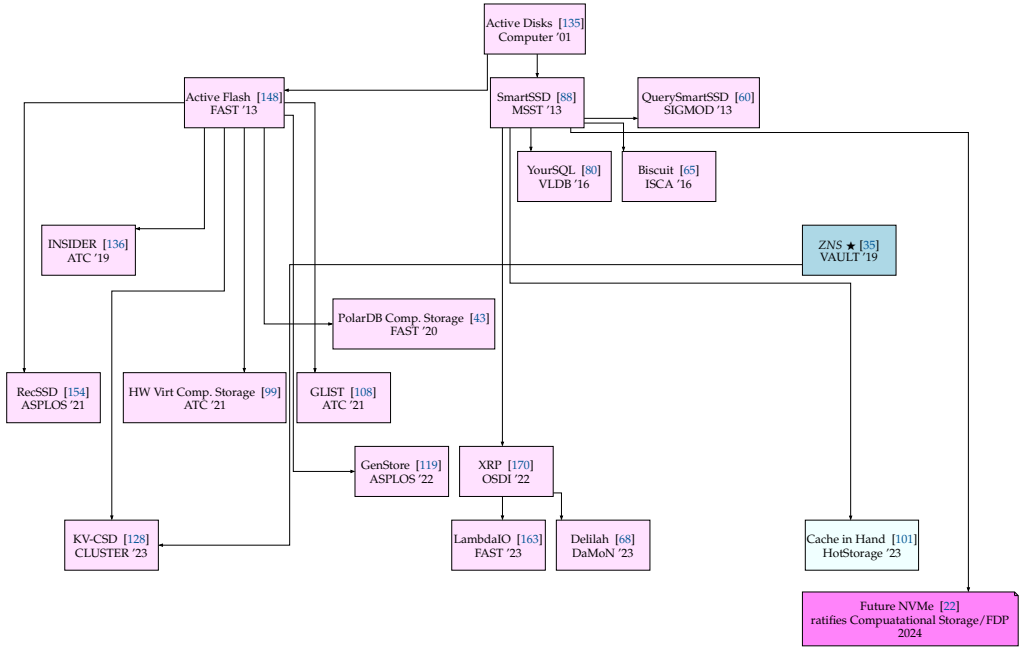 Active Disks [135]
Computer ’01
Active Flash [148]
FAST ’13
SmartSSD [88]
MSST ’13
QuerySmartSSD [60]
SIGMOD ’13
YourSQL [80]
VLDB ’16
Biscuit [65]
ISCA ’16
INSIDER [136]
ATC ’19
ZNS ★ [35]
VAULT ’19
PolarDB Comp. Storage [43]
FAST ’20
RecSSD [154]
ASPLOS ’21
HW Virt Comp. Storage [99]
ATC ’21
GLIST [108]
ATC ’21
GenStore [119]
ASPLOS ’22
XRP [170]
OSDI ’22
KV-CSD [128]
CLUSTER ’23
LambdaIO [163]
FAST ’23
Delilah [68]
DaMoN ’23
Cache in Hand [101]
HotStorage ’23
Future NVMe [22]
ratifies Compuatational Storage/FDP
2024